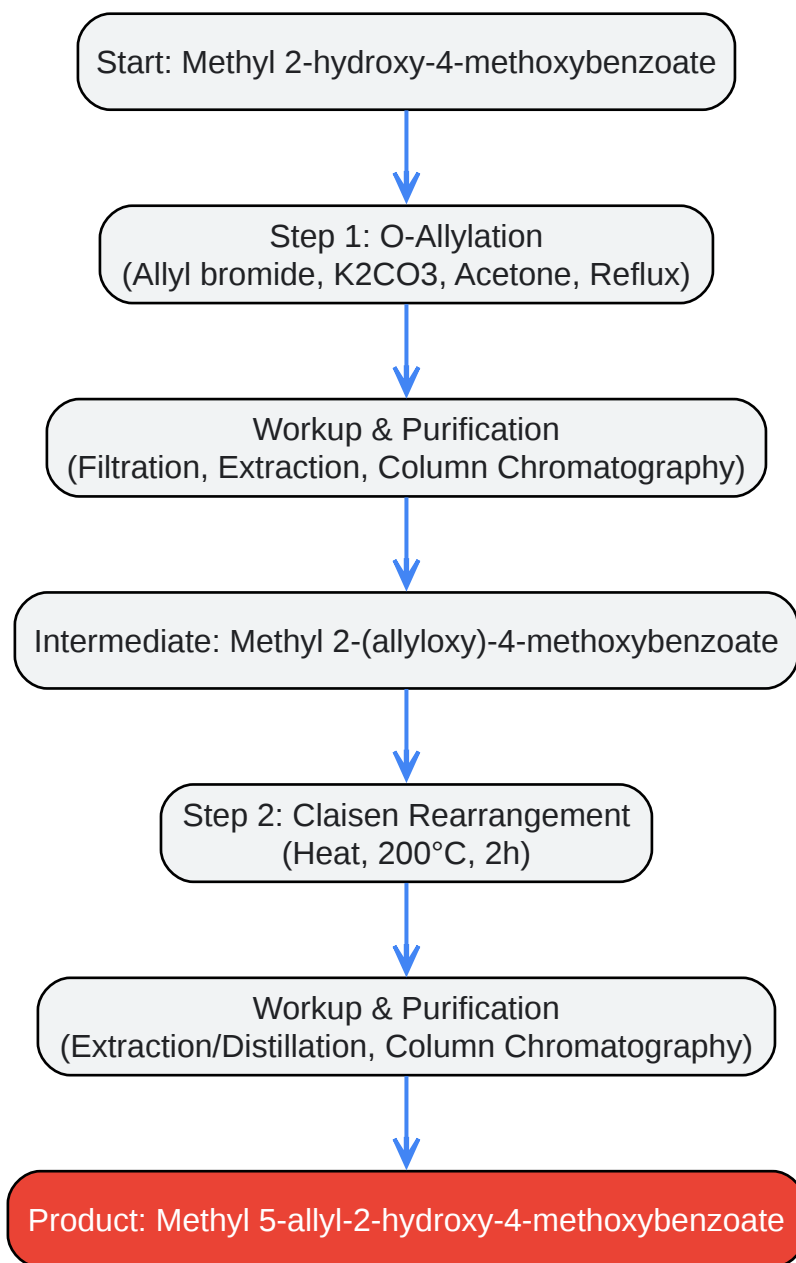 Start: Methyl 2-hydroxy-4-methoxybenzoate
Step 1: O-Allylation
(Allyl bromide, K2CO3, Acetone, Reflux)
Workup & Purification
(Filtration, Extraction, Column Chromatography)
Intermediate: Methyl 2-(allyloxy)-4-methoxybenzoate
Step 2: Claisen Rearrangement
(Heat, 200°C, 2h)
Workup & Purification
(Extraction/Distillation, Column Chromatography)
Product: Methyl 5-allyl-2-hydroxy-4-methoxybenzoate